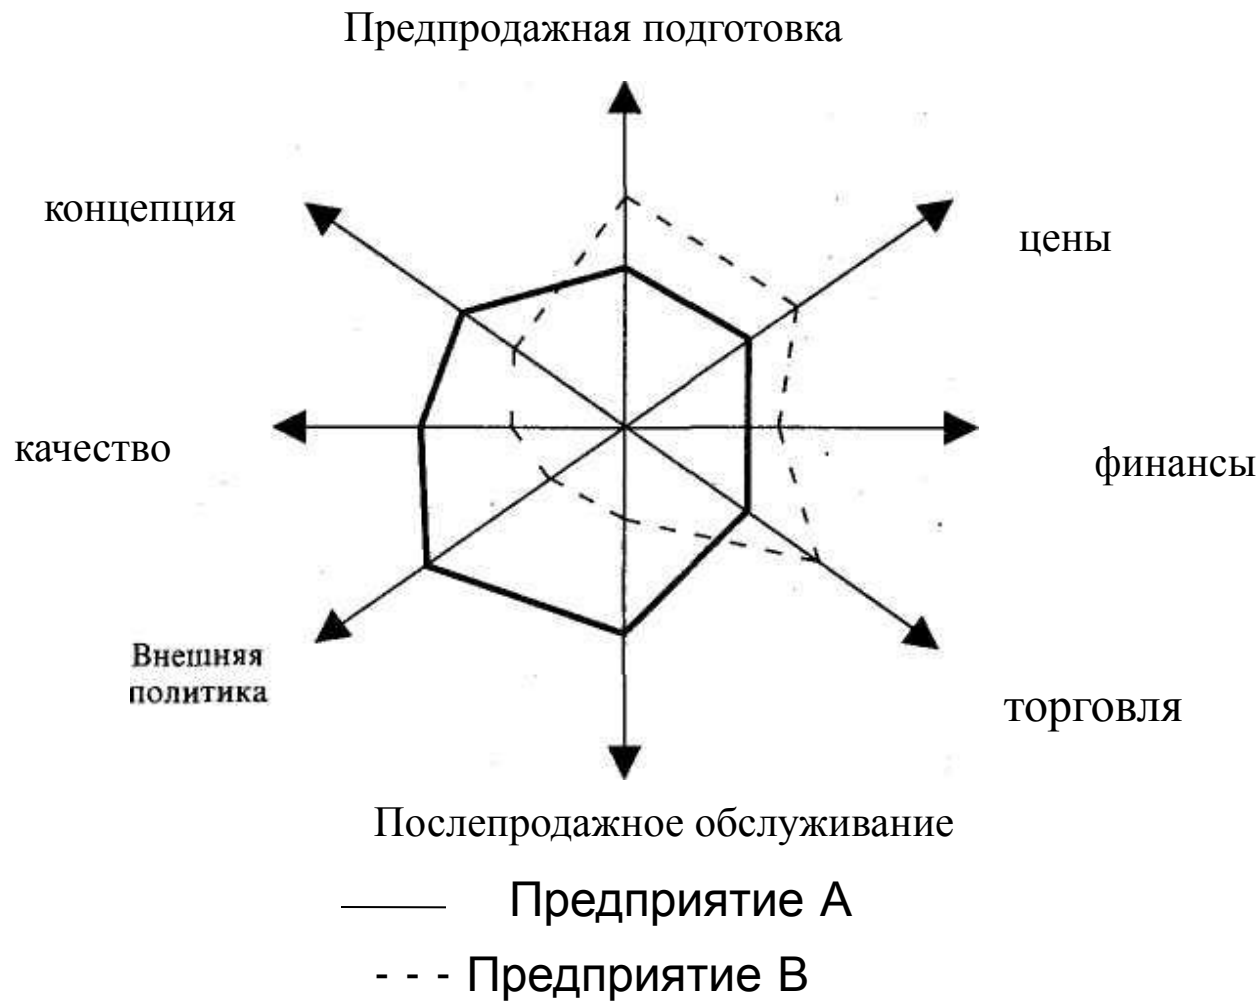 Предпродажная подготовка
концепция
цены
качество
финансы
Внешняя
политика
торговля
Послепродажное обслуживание
Предприятие А
- - - Предприятие В